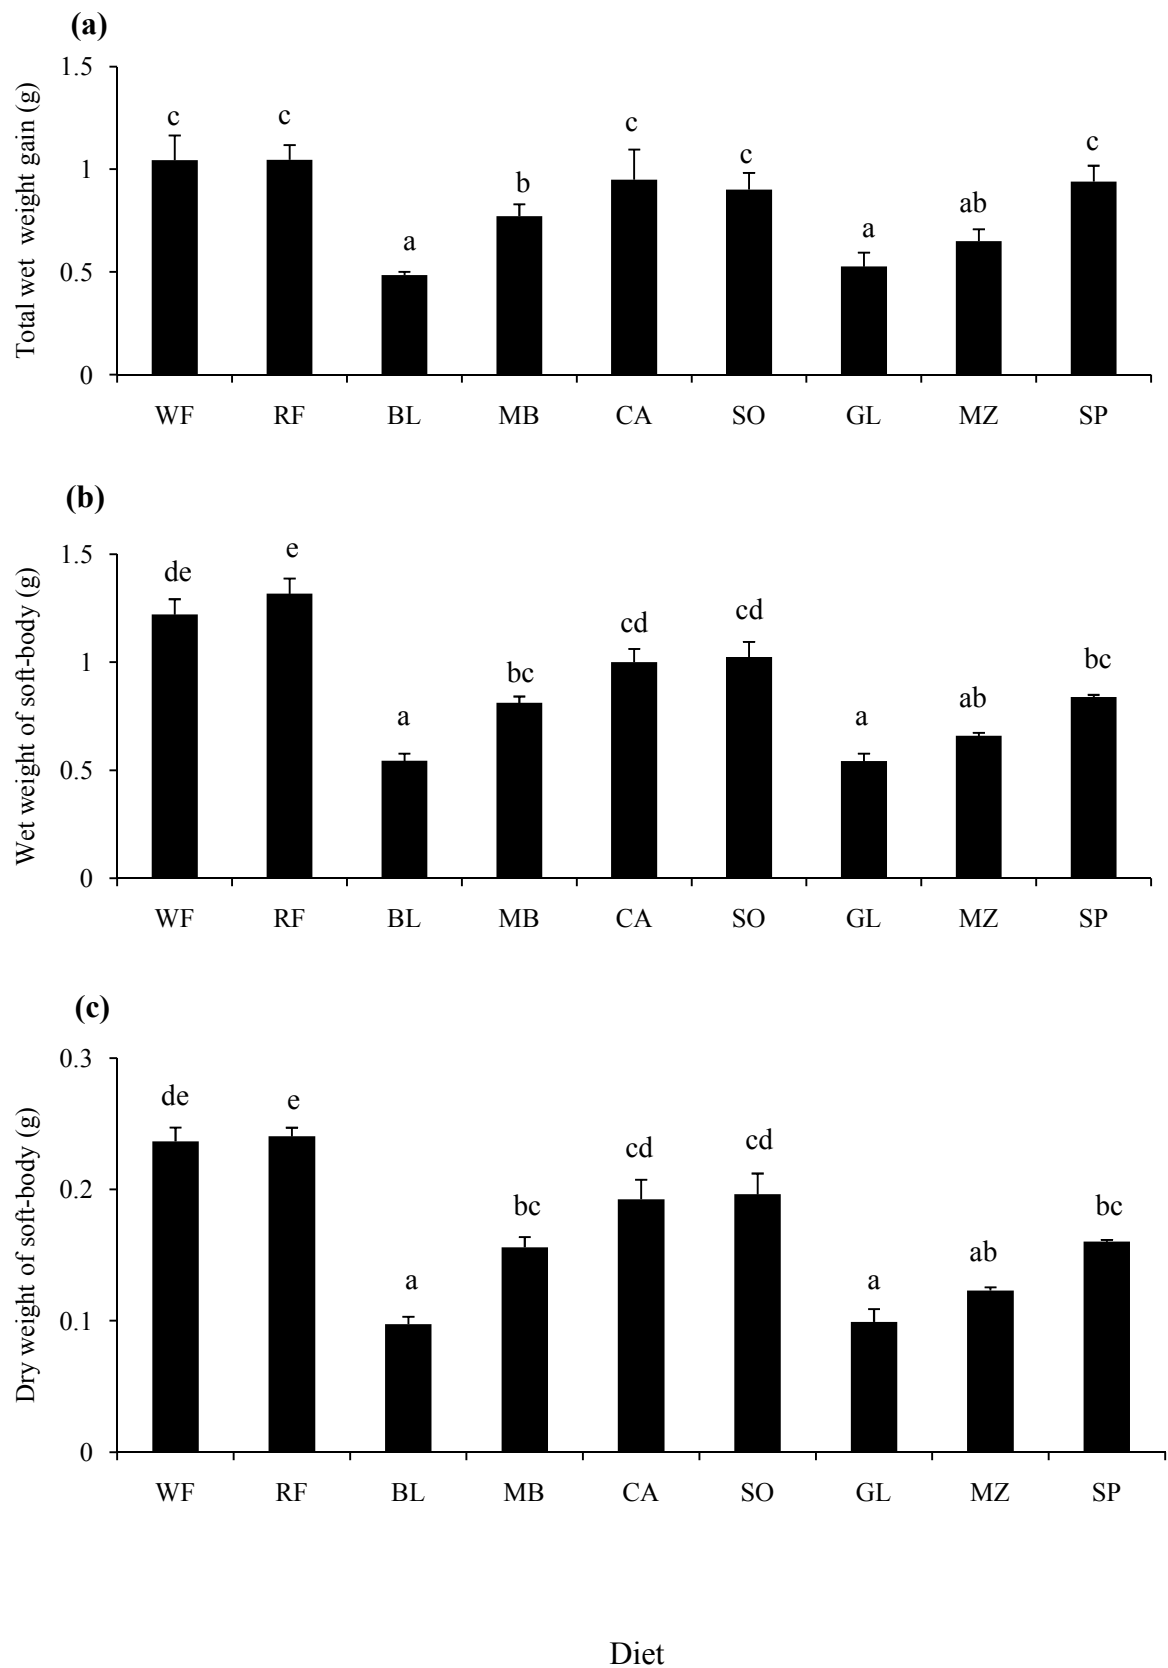 (a)
Total wet weight gain (g)
1.5
1
0.5
0
c c a b c c a ab c
WF RF BL MB CA SO GL MZ SP
(b)
Wet weight of soft-body (g)
1.5
1
0.5
0
de e a bc cd cd a ab bc
WF RF BL MB CA SO GL MZ SP
(c)
Dry weight of soft-body (g)
0.3
0.2
0.1
0
de e a bc cd cd a ab bc
WF RF BL MB CA SO GL MZ SP
Diet